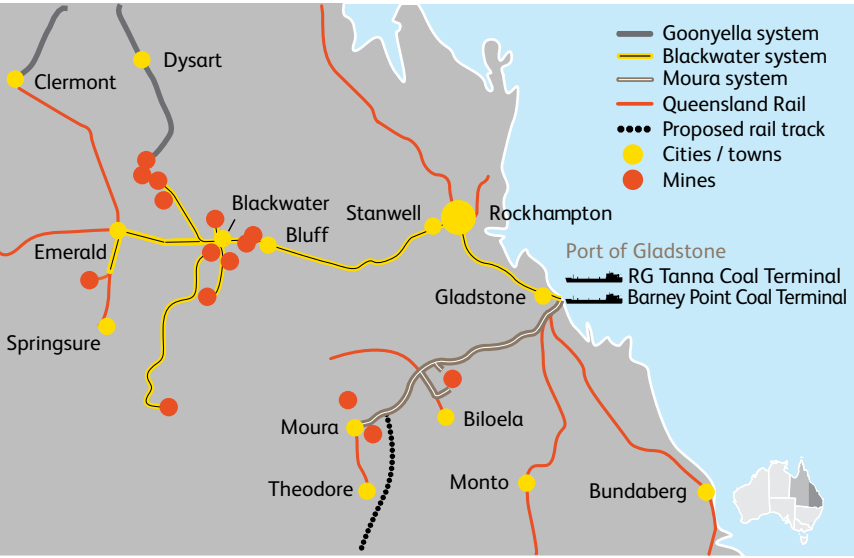 Goonyella system
Blackwater system
Moura system
Queensland Rail
Proposed rail track
Cities / towns
Mines
Dysart
Clermont
Blackwater
Stanwell
Rockhampton
Bluff
Emerald
Port of Gladstone
RG Tanna Coal Terminal
Gladstone
Barney Point Coal Terminal
Springsure
Moura
Biloela
Theodore
Monto
Bundaberg